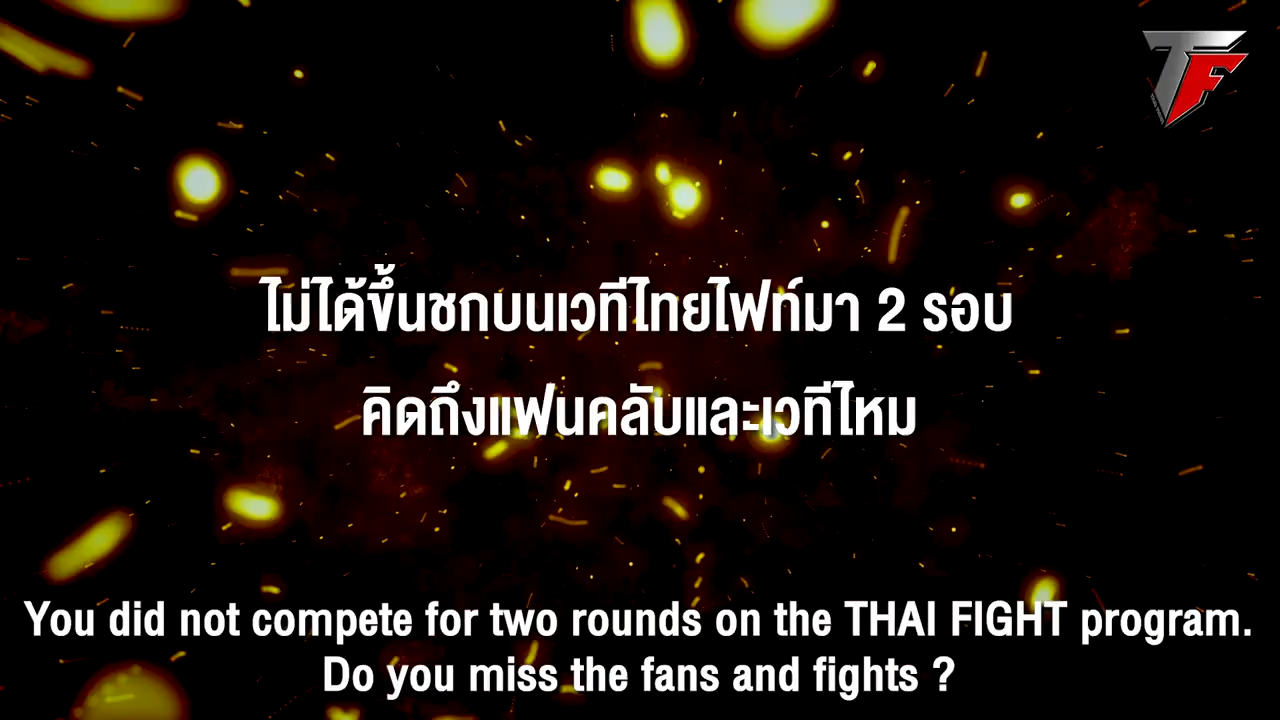 TF
ไม่ได้ขึ้นชกบนเวทีไทยไฟท์มา 2 รอบ
คิดถึงแฟนคลับและเวทีไหม
You did not compete for two rounds on the THAI FIGHT program.
Do you miss the fans and fights ?